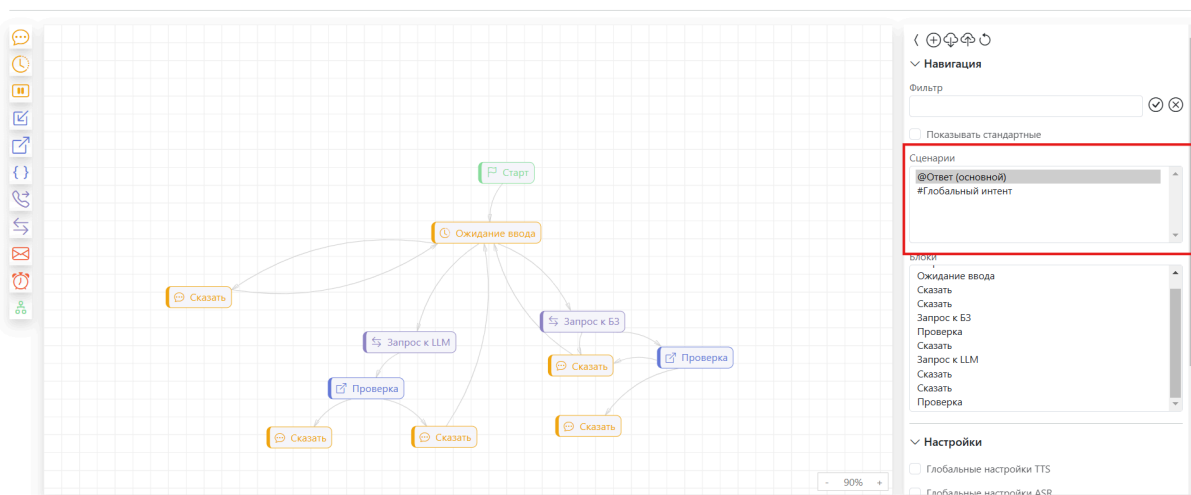 Навигация
Фильтр
Показывать стандартные
Сценарии
@Ответ (основной)
#Глобальный интент
Блоки
Ожидание ввода
Сказать
Сказать
Запрос к БЗ
Проверка
Сказать
Запрос к LLM
Сказать
Сказать
Проверка
Настройки
Глобальные настройки TTS
Глобальные настройки ASR
Старт
Ожидание ввода
Сказать
Запрос к БЗ
Запрос к LLM
Проверка
Сказать
Проверка
Сказать
Сказать
Сказать
- 90% +